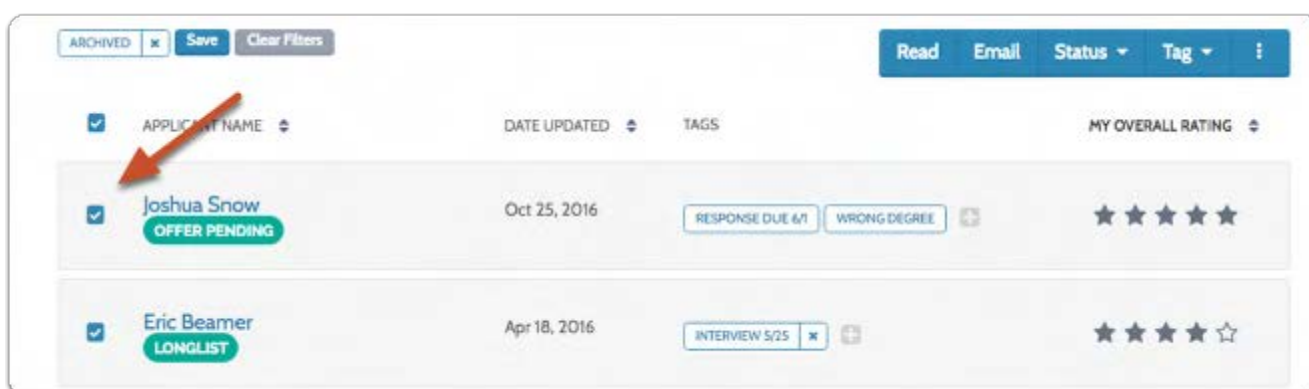 ARCHIVED x Save Clear Filters
Read Email Status Tag
APPLICANT NAME DATE UPDATED TAGS MY OVERALL RATING
Joshua Snow Oct 25, 2016 RESPONSE DUE 6/1 WRONG DEGREE
OFFER PENDING
Eric Beamer Apr 18, 2016 INTERVIEW 5/25 x
LONGLIST